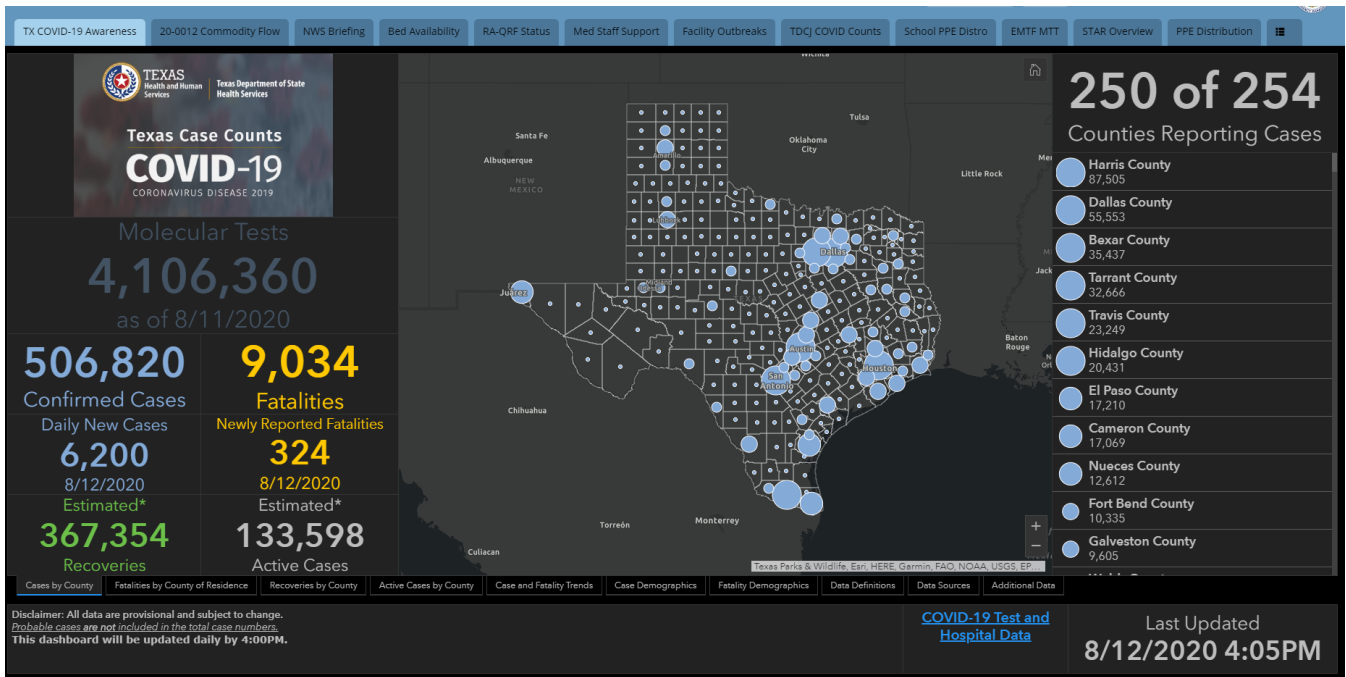 TX COVID-19 Awareness
20-0012 Commodity Flow
NWS Briefing
Bed Availability
RA-QRF Status
Med Staff Support
Facility Outbreaks
TDCJ COVID Counts
School PPE Distro
EMTF MTT
STAR Overview
PPE Distribution
TEXAS
Health and Human
Services
Texas Department of State
Health Services
Texas Case Counts
COVID-19
CORONAVIRUS DISEASE 2019
Molecular Tests
4,106,360
as of 8/11/2020
506,820
Confirmed Cases
9,034
Fatalities
Daily New Cases
6,200
8/12/2020
Newly Reported Fatalities
324
8/12/2020
Estimated*
367,354
Recoveries
Estimated*
133,598
Active Cases
Wichita
Santa Fe
Tulsa
Oklahoma
City
Albuquerque
Amarillo
NEW
MEXICO
Little Rock
Lubbock
Dallas
Jack
Juárez
Midland
TEXAS
Baton
Rouge
Austin
Houston
San
Antonio
Chihuahua
Torreón
Monterrey
Culiacan
+
−
Texas Parks & Wildlife, Esri, HERE, Garmin, FAO, NOAA, USGS, EP...
250 of 254
Counties Reporting Cases
Harris County
87,505
Dallas County
55,553
Bexar County
35,437
Tarrant County
32,666
Travis County
23,249
Hidalgo County
20,431
El Paso County
17,210
Cameron County
17,069
Nueces County
12,612
Fort Bend County
10,335
Galveston County
9,605
Cases by County
Fatalities by County of Residence
Recoveries by County
Active Cases by County
Case and Fatality Trends
Case Demographics
Fatality Demographics
Data Definitions
Data Sources
Additional Data
Disclaimer: All data are provisional and subject to change.
Probable cases are not included in the total case numbers.
This dashboard will be updated daily by 4:00PM.
COVID-19 Test and
Hospital Data
Last Updated
8/12/2020 4:05PM